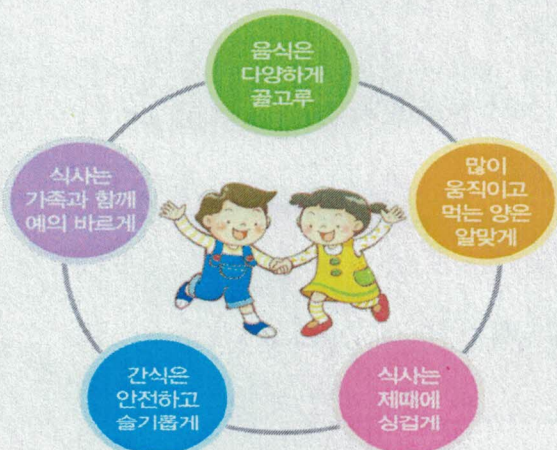 음식은
다양하게
골고루
많이
움직이고
먹는 양은
알맞게
식사는
제때에
싱겁게
간식은
안전하고
슬기롭게
식사는
가족과 함께
예의 바르게